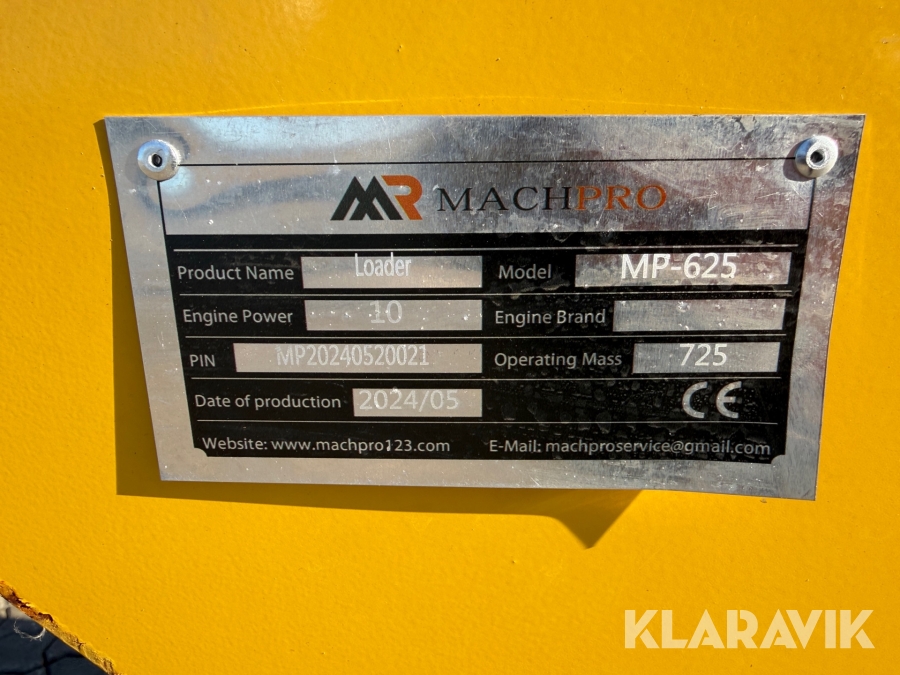 MR MACHPRO
Product Name Loader Model MP-625
Engine Power 10 Engine Brand
PIN MP20240520021 Operating Mass 725
Date of production 2024/05 CE
Website: www.machpro123.com E-Mail: machproservice@gmail.com
KLARAVIK